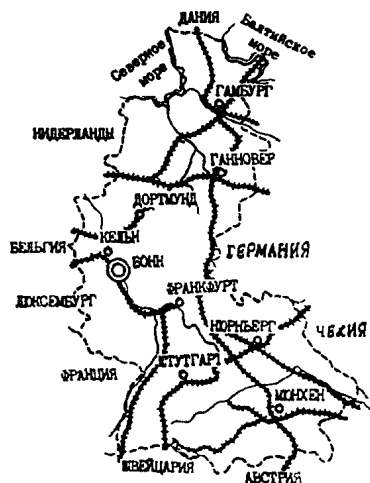 ДАНИЯ
Балтийское
море
Северное
море
ГАМБУРГ
НИДЕРЛАНДЫ
ГАННОВЕР
ДОРТМУНД
КЕЛЬН
БЕЛЬГИЯ
БОНН
ГЕРМАНИЯ
ЛЮКСЕМБУРГ
ФРАНКФУРТ
НЮРНБЕРГ
ЧЕХИЯ
ШТУТГАРТ
ФРАНЦИЯ
МЮНХЕН
ШВЕЙЦАРИЯ
АВСТРИЯ